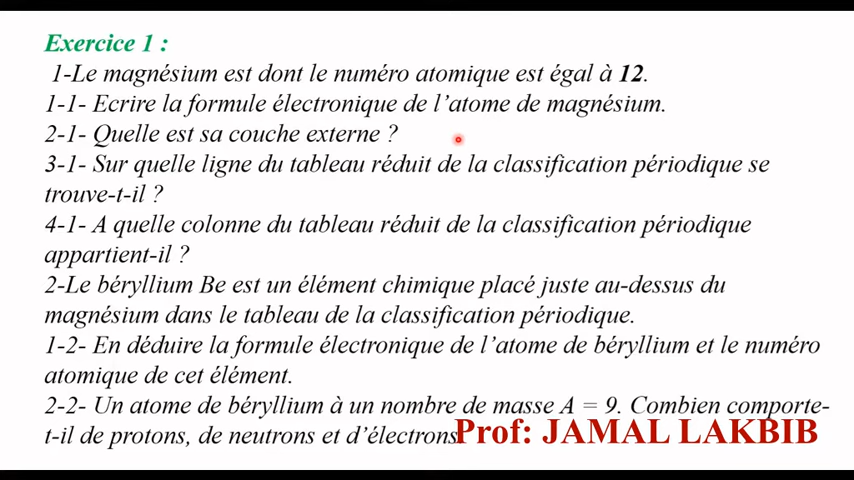 Exercice 1 :
1-Le magnésium est dont le numéro atomique est égal à 12.
1-1- Ecrire la formule électronique de l’atome de magnésium.
2-1- Quelle est sa couche externe ?
3-1- Sur quelle ligne du tableau réduit de la classification périodique se
trouve-t-il ?
4-1- A quelle colonne du tableau réduit de la classification périodique
appartient-il ?
2-Le béryllium Be est un élément chimique placé juste au-dessus du
magnésium dans le tableau de la classification périodique.
1-2- En déduire la formule électronique de l’atome de béryllium et le numéro
atomique de cet élément.
2-2- Un atome de béryllium à un nombre de masse A = 9. Combien comporte-
t-il de protons, de neutrons et d’électrons
Prof: JAMAL LAKBIB